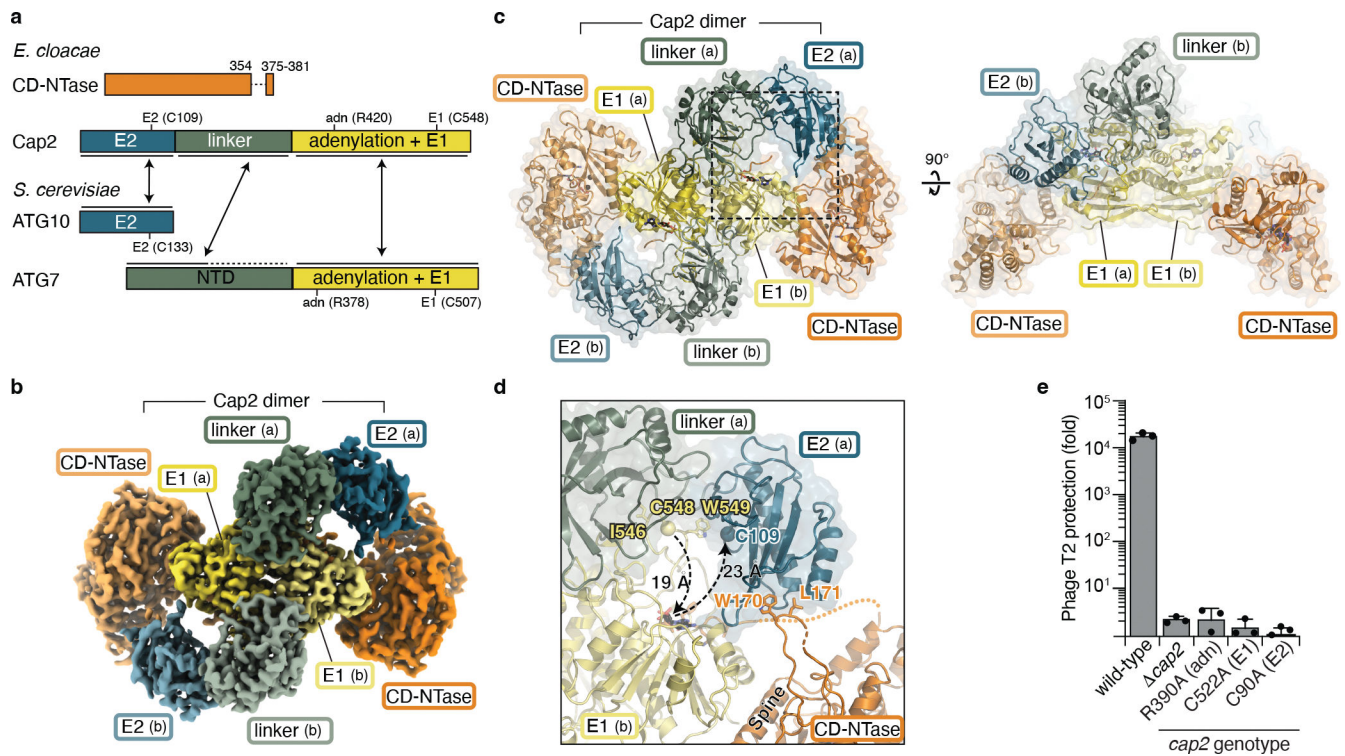 a
E. cloacae
CD-NTase
354
375-381
E2 (C109)
adn (R420)
E1 (C548)
Cap2
E2
linker
adenylation + E1
S. cerevisiae
ATG10
E2
E2 (C133)
ATG7
NTD
adenylation + E1
adn (R378)
E1 (C507)
b
Cap2 dimer
linker (a)
E2 (a)
CD-NTase
E1 (a)
E1 (b)
CD-NTase
E2 (b)
linker (b)
c
Cap2 dimer
linker (a)
E2 (a)
CD-NTase
E1 (a)
E1 (b)
CD-NTase
E2 (b)
linker (b)
90°
linker (b)
E2 (b)
E1 (a)
E1 (b)
CD-NTase
CD-NTase
d
linker (a)
E2 (a)
C548
W549
I546
C109
19 Å
23 Å
W170
L171
Spine
E1 (b)
CD-NTase
e
Phage T2 protection (fold)
10⁵
10⁴
10³
10²
10¹
wild-type
Δcap2
R390A (adn)
C522A (E1)
C90A (E2)
cap2 genotype